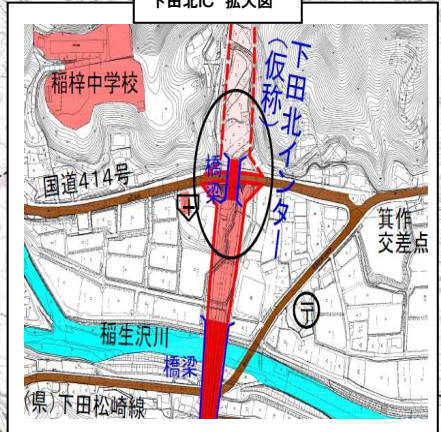 下田北IC 拡大図
稲梓中学校
下田北インター
(仮称)
橋梁
国道414号
箕作
交差点
稲生沢川
橋梁
(県)下田松崎線